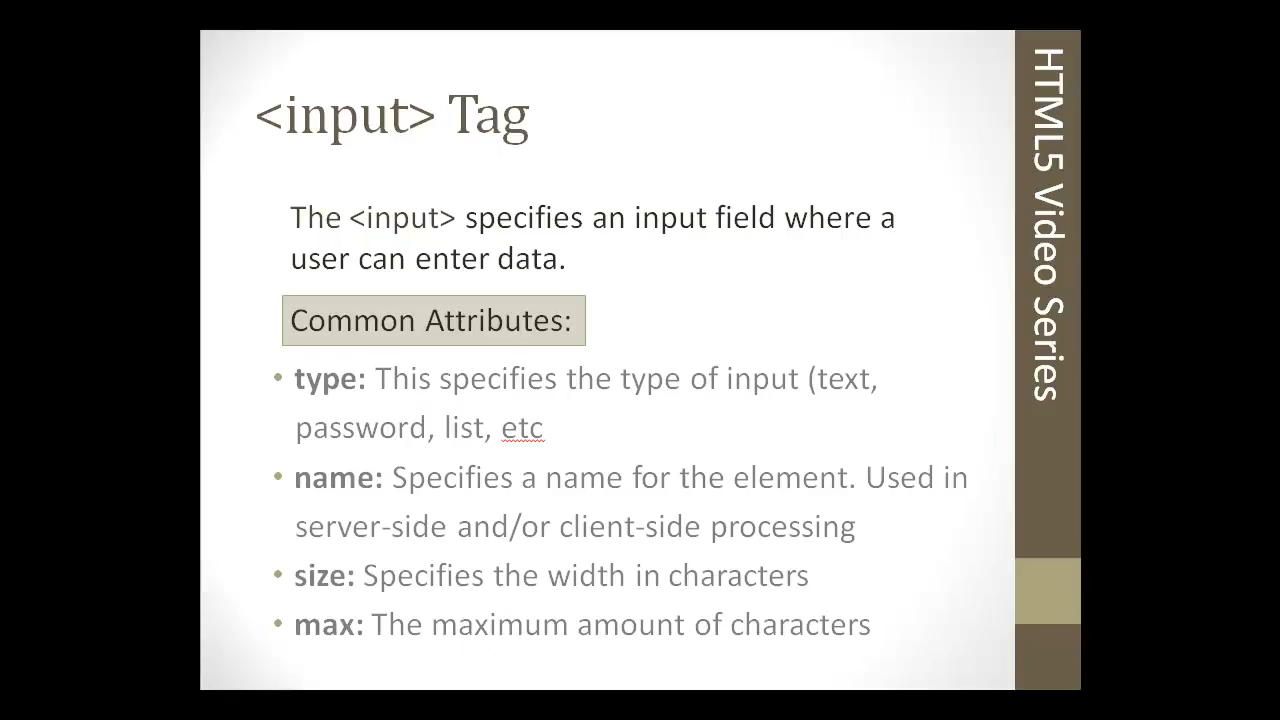 <input> Tag
The <input> specifies an input field where a
user can enter data.
Common Attributes:
• type: This specifies the type of input (text,
password, list, etc
• name: Specifies a name for the element. Used in
server-side and/or client-side processing
• size: Specifies the width in characters
• max: The maximum amount of characters
HTML5 Video Series